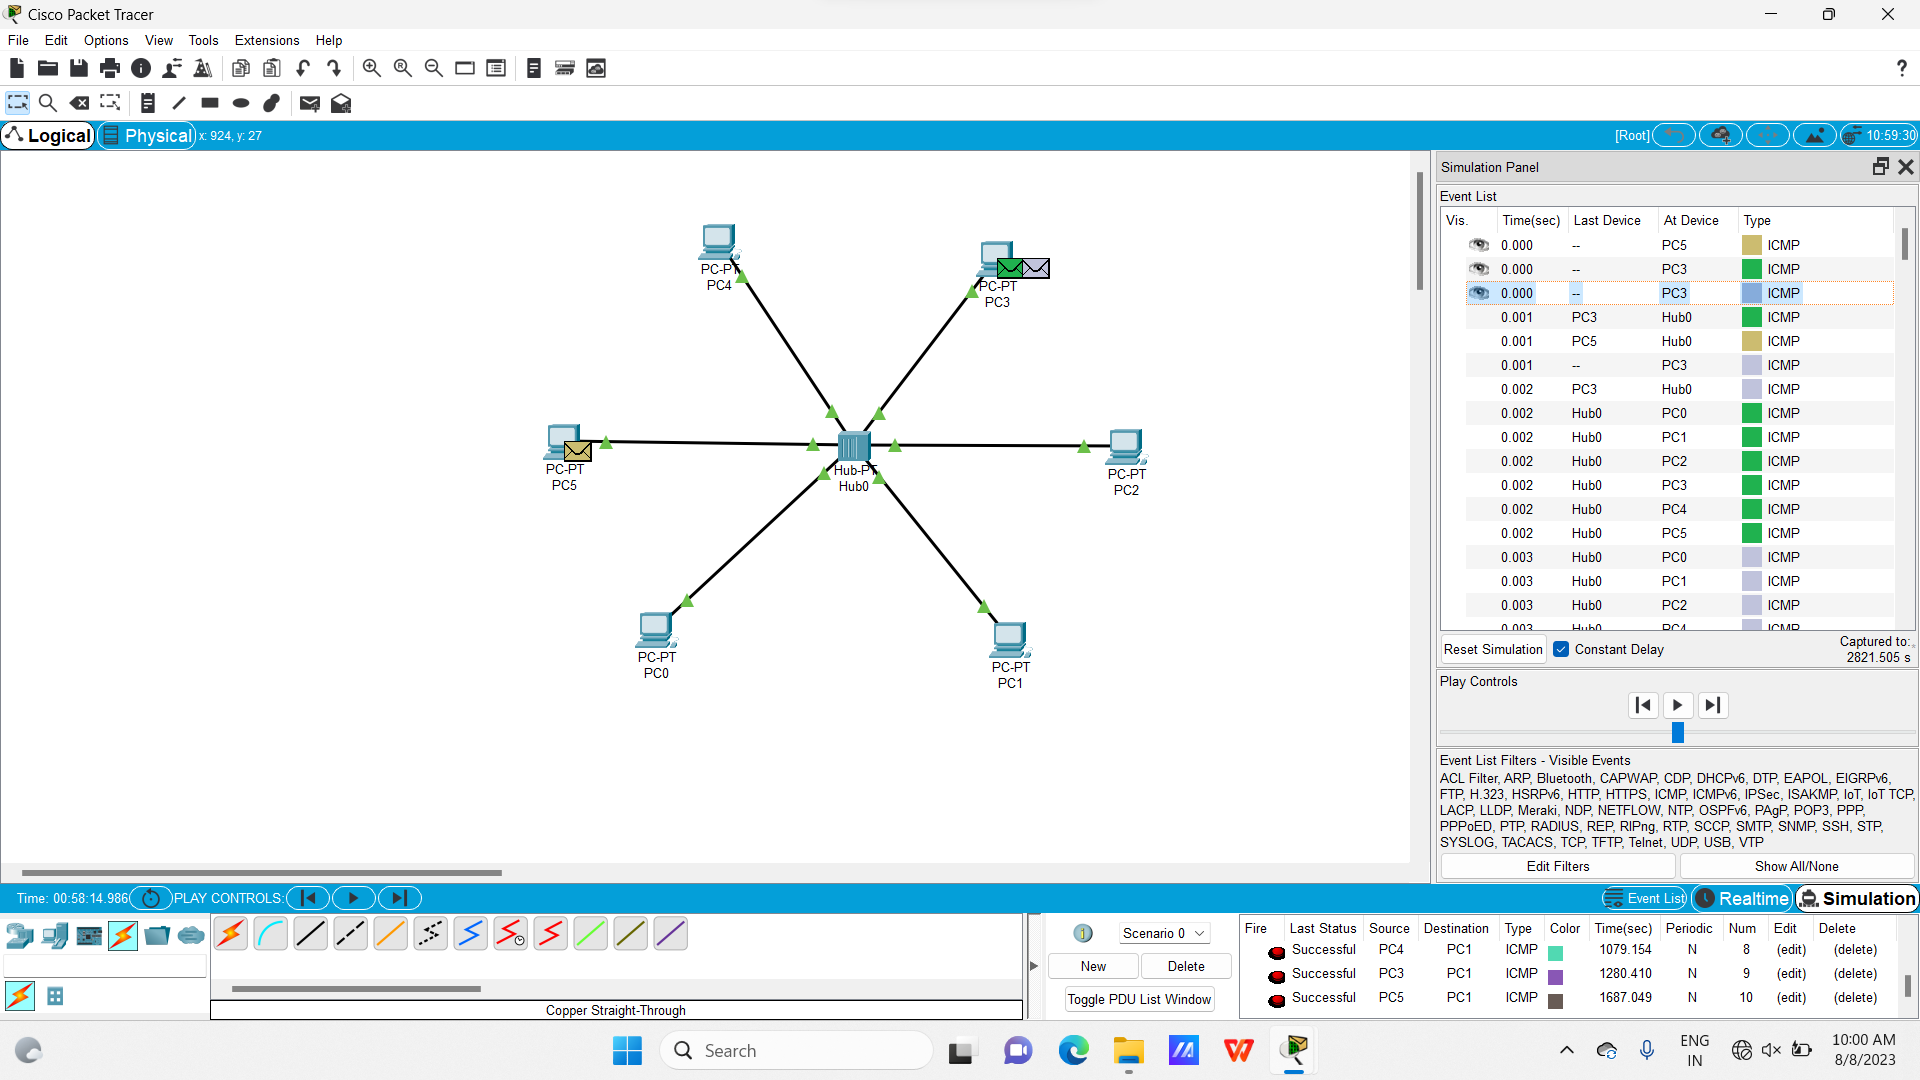 Cisco Packet Tracer
File Edit Options View Tools Extensions Help
Logical Physical x: 924, y: 27 [Root] 10:59:30
PC-PT
PC4
PC-PT
PC3
PC-PT
PC5
Hub-PT
Hub0
PC-PT
PC2
PC-PT
PC0
PC-PT
PC1
Simulation Panel
Event List
Vis. Time(sec) Last Device At Device Type
0.000 -- PC5 ICMP
0.000 -- PC3 ICMP
0.000 -- PC3 ICMP
0.001 PC3 Hub0 ICMP
0.001 PC5 Hub0 ICMP
0.001 -- PC3 ICMP
0.002 PC3 Hub0 ICMP
0.002 Hub0 PC0 ICMP
0.002 Hub0 PC1 ICMP
0.002 Hub0 PC2 ICMP
0.002 Hub0 PC3 ICMP
0.002 Hub0 PC4 ICMP
0.002 Hub0 PC5 ICMP
0.003 Hub0 PC0 ICMP
0.003 Hub0 PC1 ICMP
0.003 Hub0 PC2 ICMP
0.003 Hub0 PC4 ICMP
Reset Simulation Constant Delay Captured to:
2821.505 s
Play Controls
Event List Filters - Visible Events
ACL Filter, ARP, Bluetooth, CAPWAP, CDP, DHCPv6, DTP, EAPOL, EIGRPv6,
FTP, H.323, HSRPv6, HTTP, HTTPS, ICMP, ICMPv6, IPSec, ISAKMP, IoT, IoT TCP,
LACP, LLDP, Meraki, NDP, NETFLOW, NTP, OSPFv6, PAgP, POP3, PPP,
PPPoED, PTP, RADIUS, REP, RIPng, RTP, SCCP, SMTP, SNMP, SSH, STP,
SYSLOG, TACACS, TCP, TFTP, Telnet, UDP, USB, VTP
Edit Filters Show All/None
Time: 00:58:14.986 PLAY CONTROLS: Event List Realtime Simulation
Copper Straight-Through
Scenario 0
New Delete
Toggle PDU List Window
Fire Last Status Source Destination Type Color Time(sec) Periodic Num Edit Delete
Successful PC4 PC1 ICMP 1079.154 N 8 (edit) (delete)
Successful PC3 PC1 ICMP 1280.410 N 9 (edit) (delete)
Successful PC5 PC1 ICMP 1687.049 N 10 (edit) (delete)
Search
ENG
IN
10:00 AM
8/8/2023